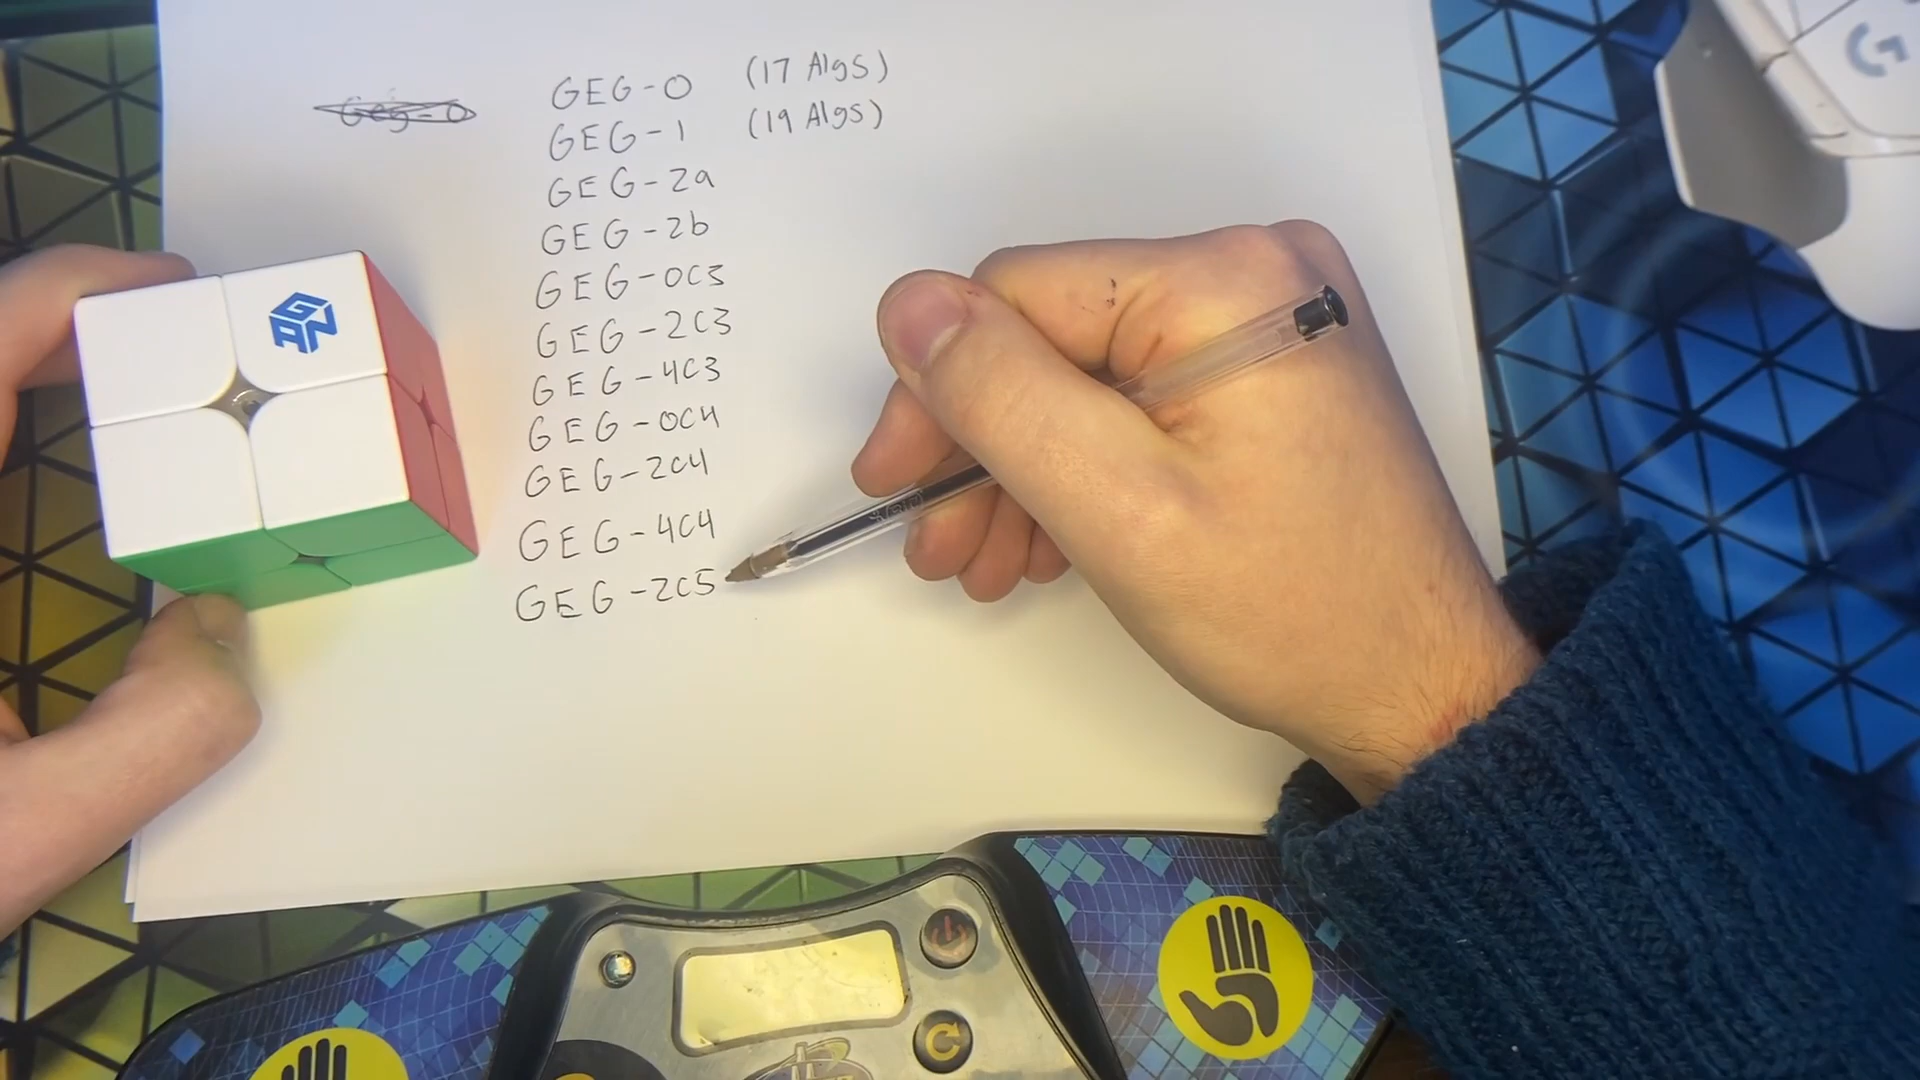 Geg-0
GEG-0 (17 Algs)
GEG-1 (19 Algs)
GEG-2a
GEG-2b
GEG-0C3
GEG-2C3
GEG-4C3
GEG-0C4
GEG-2C4
GEG-4C4
GEG-2C5
GAN
G